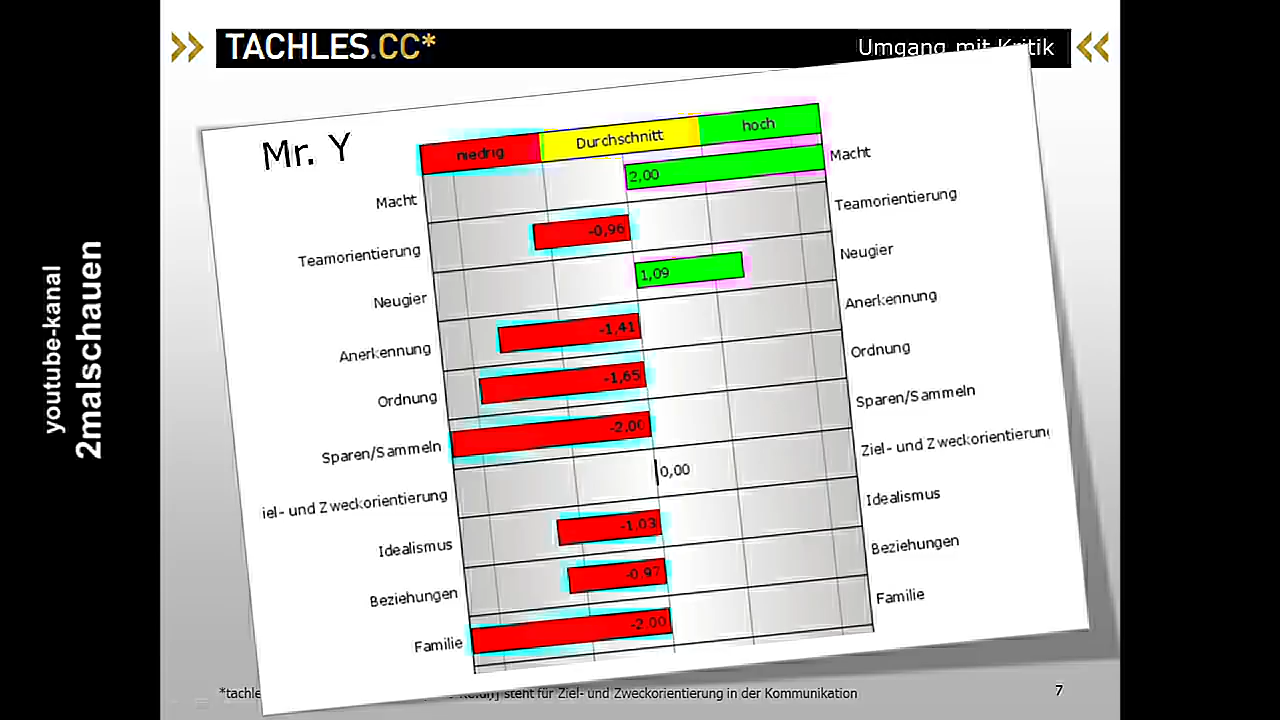 TACHLES.CC*
Umgang mit Kritik
youtube-kanal
2malschauen
Mr. Y
niedrig Durchschnitt hoch
Macht 2,00 Macht
Teamorientierung -0,96 Teamorientierung
Neugier 1,09 Neugier
Anerkennung -1,41 Anerkennung
Ordnung -1,65 Ordnung
Sparen/Sammeln -2,00 Sparen/Sammeln
iel- und Zweckorientierung 0,00 Ziel- und Zweckorientierung
Idealismus -1,03 Idealismus
Beziehungen -0,97 Beziehungen
Familie -2,00 Familie
*tachle steht für Ziel- und Zweckorientierung in der Kommunikation
7